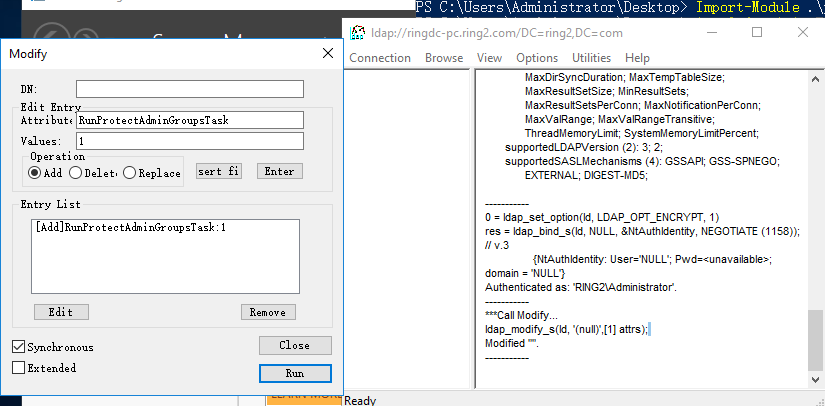 PS C:\Users\Administrator\Desktop> Import-Module .\
Modify
DN:
Edit Entry
Attribute
RunProtectAdminGroupsTask
Values:
1
Operation
Add
Delet
Replace
sert fi
Enter
Entry List
[Add]RunProtectAdminGroupsTask:1
Edit
Remove
Synchronous
Close
Extended
Run
ldap://ringdc-pc.ring2.com/DC=ring2,DC=com
Connection Browse View Options Utilities Help
MaxDirSyncDuration; MaxTempTableSize;
MaxResultSetSize; MinResultSets;
MaxResultSetsPerConn; MaxNotificationPerConn;
MaxValRange; MaxValRangeTransitive;
ThreadMemoryLimit; SystemMemoryLimitPercent;
supportedLDAPVersion (2): 3; 2;
supportedSASLMechanisms (4): GSSAPI; GSS-SPNEGO;
EXTERNAL; DIGEST-MD5;
-----------
0 = ldap_set_option(ld, LDAP_OPT_ENCRYPT, 1)
res = ldap_bind_s(ld, NULL, &NtAuthIdentity, NEGOTIATE (1158));
// v.3
{NtAuthIdentity: User='NULL'; Pwd=<unavailable>;
domain = 'NULL'}
Authenticated as: 'RING2\Administrator'.
-----------
***Call Modify...
ldap_modify_s(ld, '(null)',[1] attrs);
Modified "".
-----------
Ready